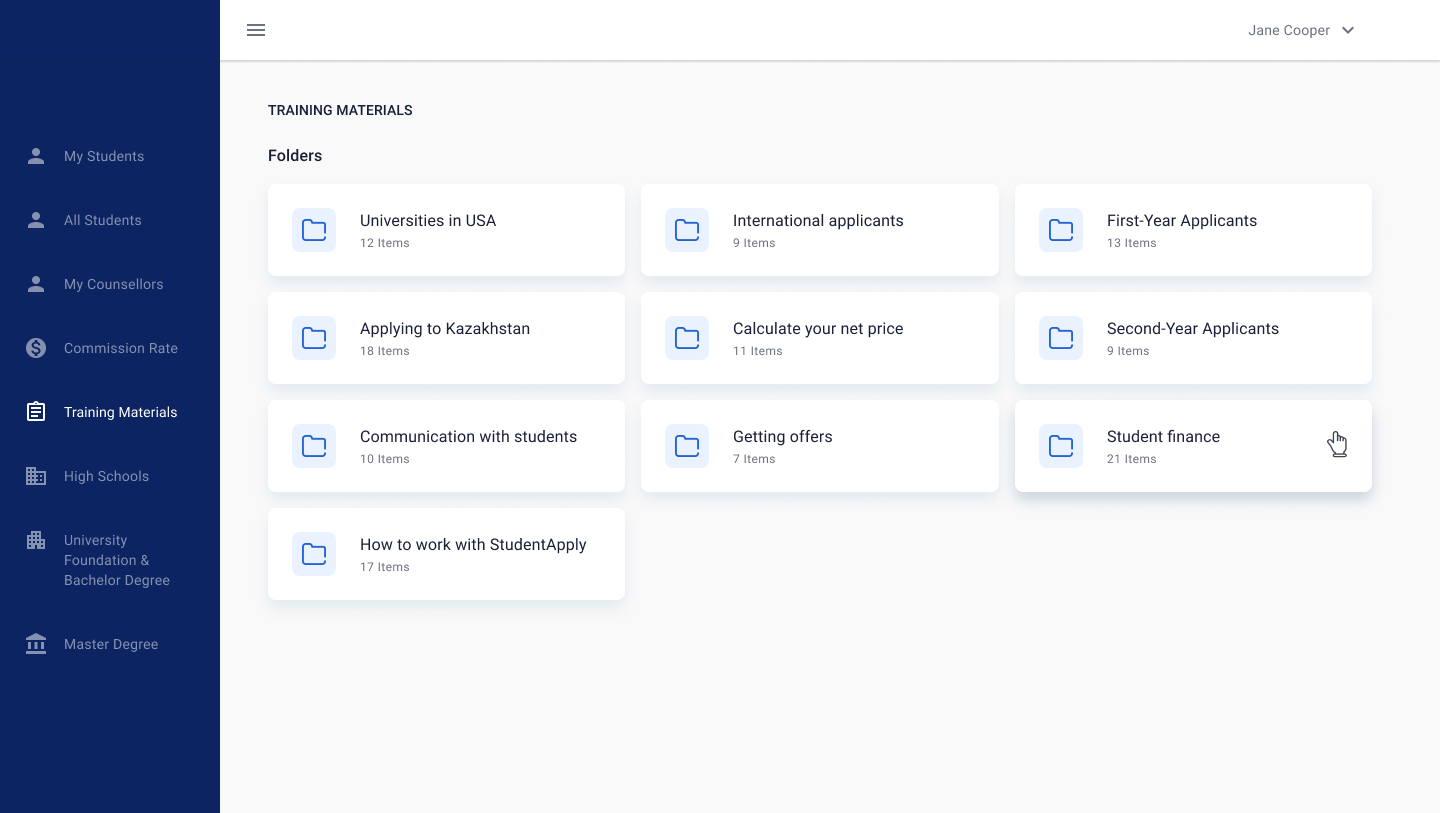 Jane Cooper
My Students
All Students
My Counsellors
Commission Rate
Training Materials
High Schools
University
Foundation &
Bachelor Degree
Master Degree
TRAINING MATERIALS
Folders
Universities in USA
12 Items
International applicants
9 Items
First-Year Applicants
13 Items
Applying to Kazakhstan
18 Items
Calculate your net price
11 Items
Second-Year Applicants
9 Items
Communication with students
10 Items
Getting offers
7 Items
Student finance
21 Items
How to work with StudentApply
17 Items